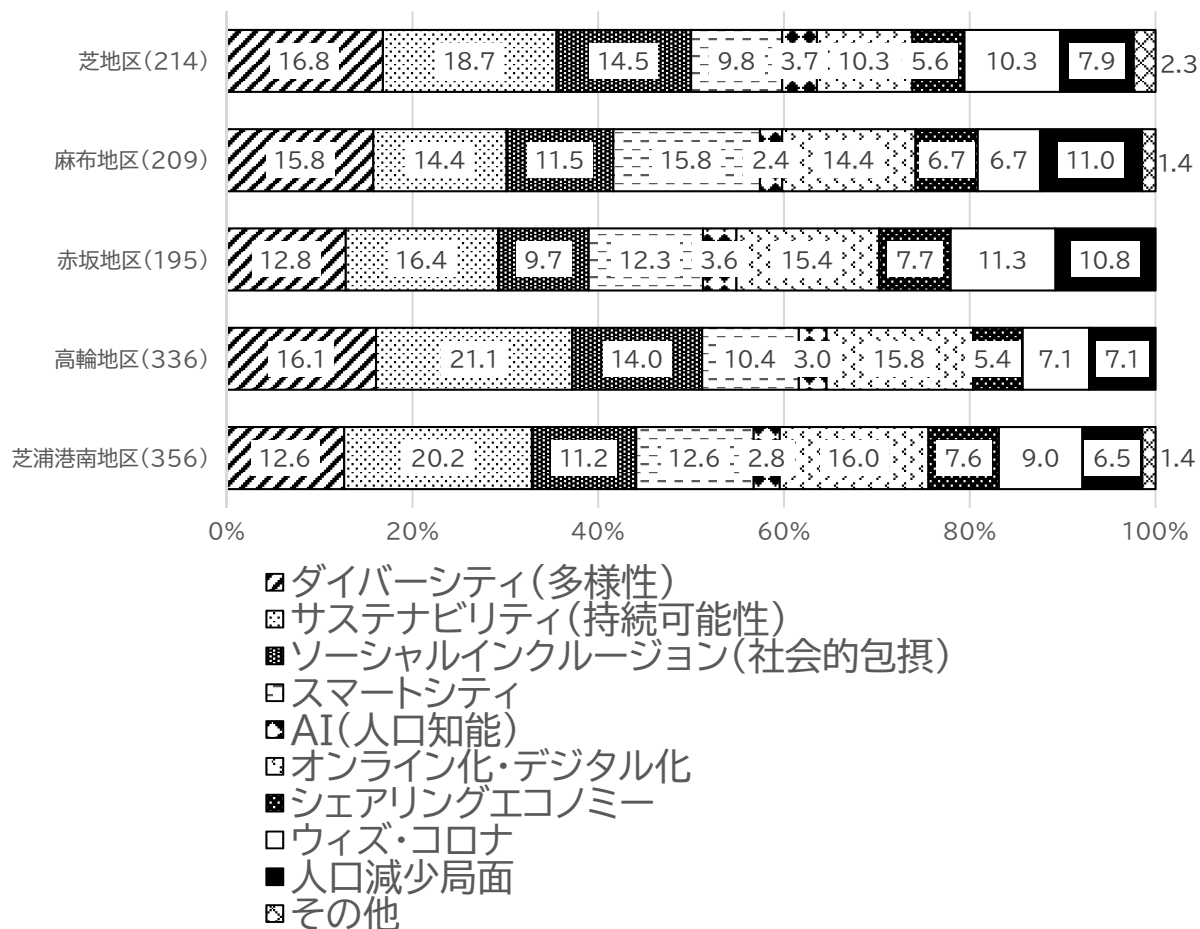 芝地区(214) 16.8 18.7 14.5 9.8 3.7 10.3 5.6 10.3 7.9 2.3
麻布地区(209) 15.8 14.4 11.5 15.8 2.4 14.4 6.7 6.7 11.0 1.4
赤坂地区(195) 12.8 16.4 9.7 12.3 3.6 15.4 7.7 11.3 10.8
高輪地区(336) 16.1 21.1 14.0 10.4 3.0 15.8 5.4 7.1 7.1
芝浦港南地区(356) 12.6 20.2 11.2 12.6 2.8 16.0 7.6 9.0 6.5 1.4
0% 20% 40% 60% 80% 100%
ダイバーシティ(多様性)
サステナビリティ(持続可能性)
ソーシャルインクルージョン(社会的包摂)
スマートシティ
AI(人口知能)
オンライン化・デジタル化
シェアリングエコノミー
ウィズ・コロナ
人口減少局面
その他